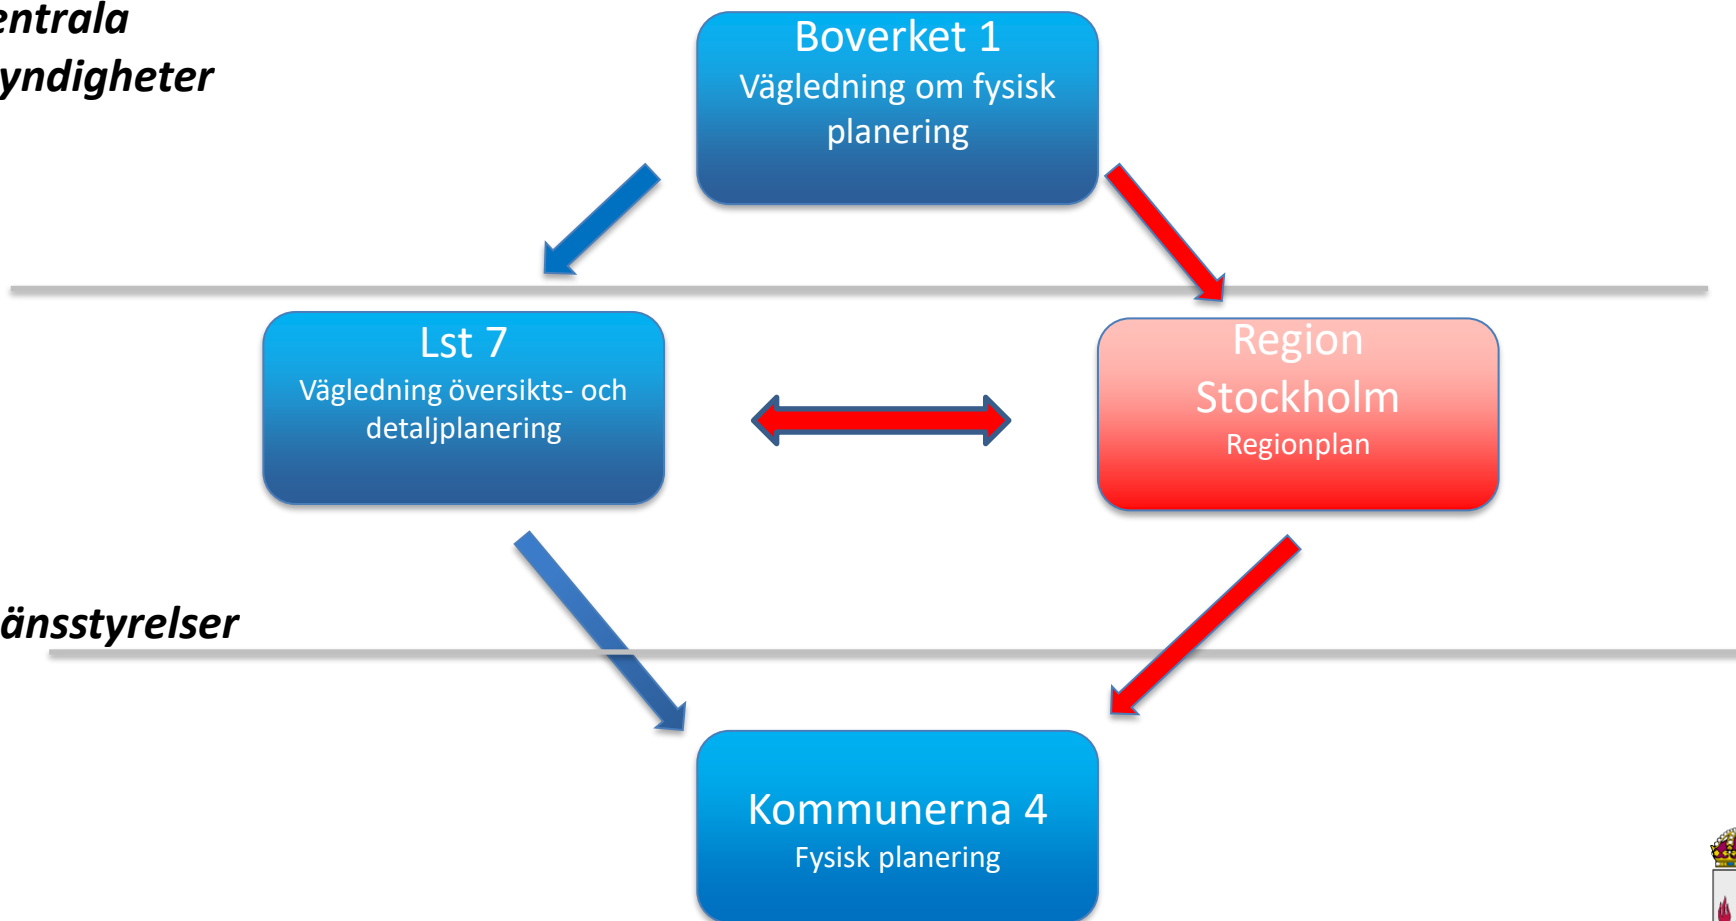 entrala
yndigheter
Boverket 1
Vägledning om fysisk
planering
Lst 7
Vägledning översikts- och
detaljplanering
Region
Stockholm
Regionplan
änsstyrelser
Kommunerna 4
Fysisk planering